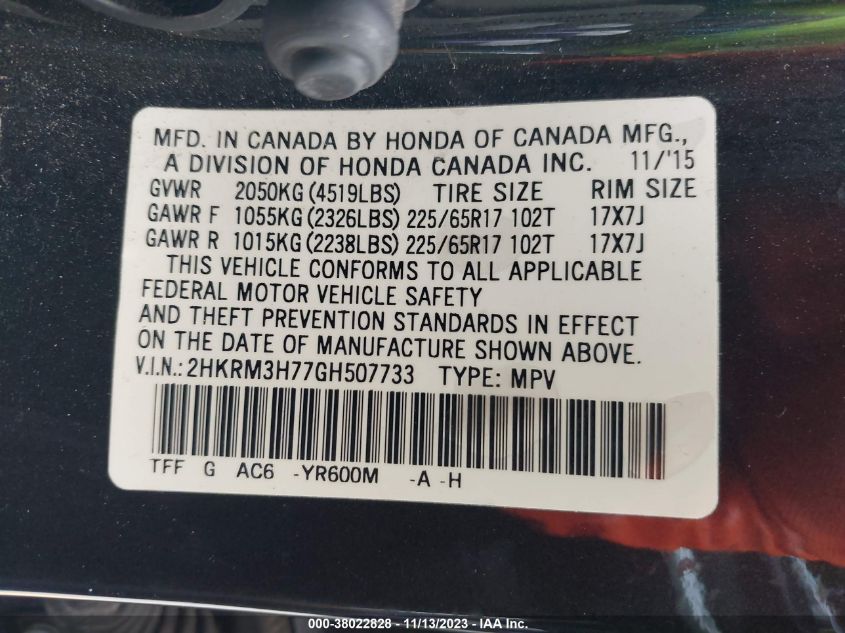 MFD. IN CANADA BY HONDA OF CANADA MFG.,
A DIVISION OF HONDA CANADA INC. 11/'15
GVWR 2050KG (4519LBS) TIRE SIZE RIM SIZE
GAWR F 1055KG (2326LBS) 225/65R17 102T 17X7J
GAWR R 1015KG (2238LBS) 225/65R17 102T 17X7J
THIS VEHICLE CONFORMS TO ALL APPLICABLE
FEDERAL MOTOR VEHICLE SAFETY
AND THEFT PREVENTION STANDARDS IN EFFECT
ON THE DATE OF MANUFACTURE SHOWN ABOVE.
V.I.N.: 2HKRM3H77GH507733 TYPE: MPV
TFF G AC6 -YR600M -A -H
000-38022828 - 11/13/2023 - IAA Inc.